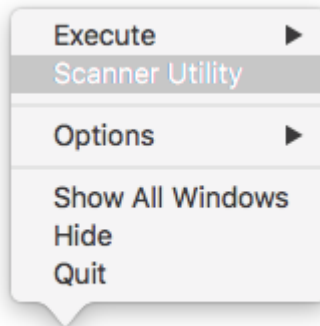 Execute
Scanner Utility
Options
Show All Windows
Hide
Quit